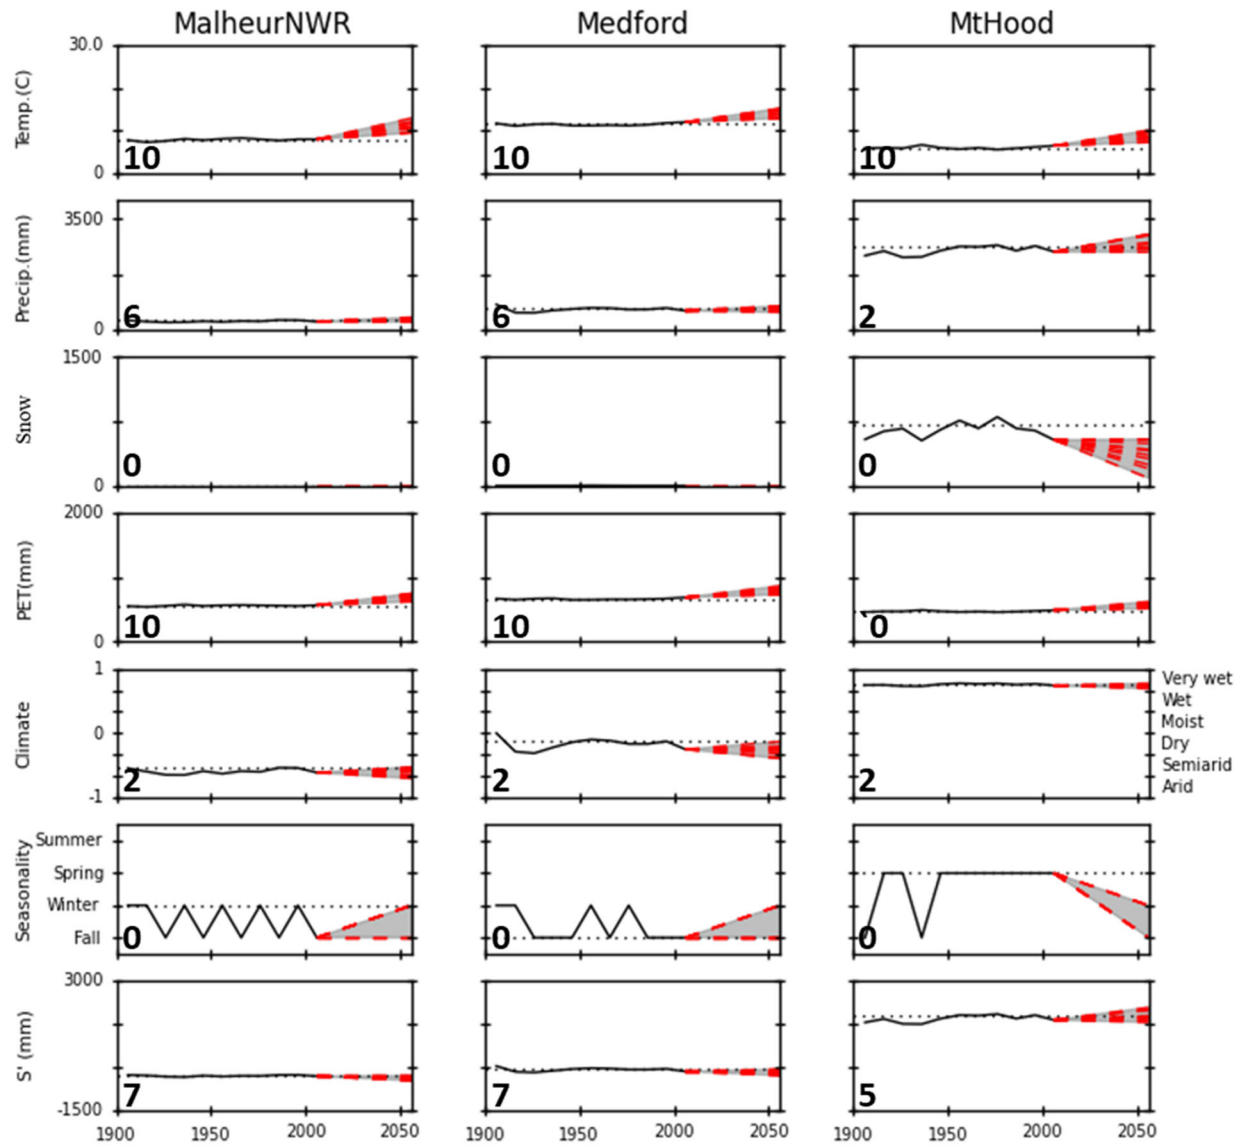 MalheurNWR Medford MtHood
Temp.(C)
30.0
0
10 10 10
Precip.(mm)
3500
0
6 6 2
Snow
1500
0
0 0 0
PET(mm)
2000
0
10 10 `0
Climate
1
0
-1
2 2 2
Very wet
Wet
Moist
Dry
Semiarid
Arid
Seasonality
Summer
Spring
Winter
Fall
0 0 0
S' (mm)
3000
-1500
7 7 5
1900 1950 2000 2050 1900 1950 2000 2050 1900 1950 2000 2050